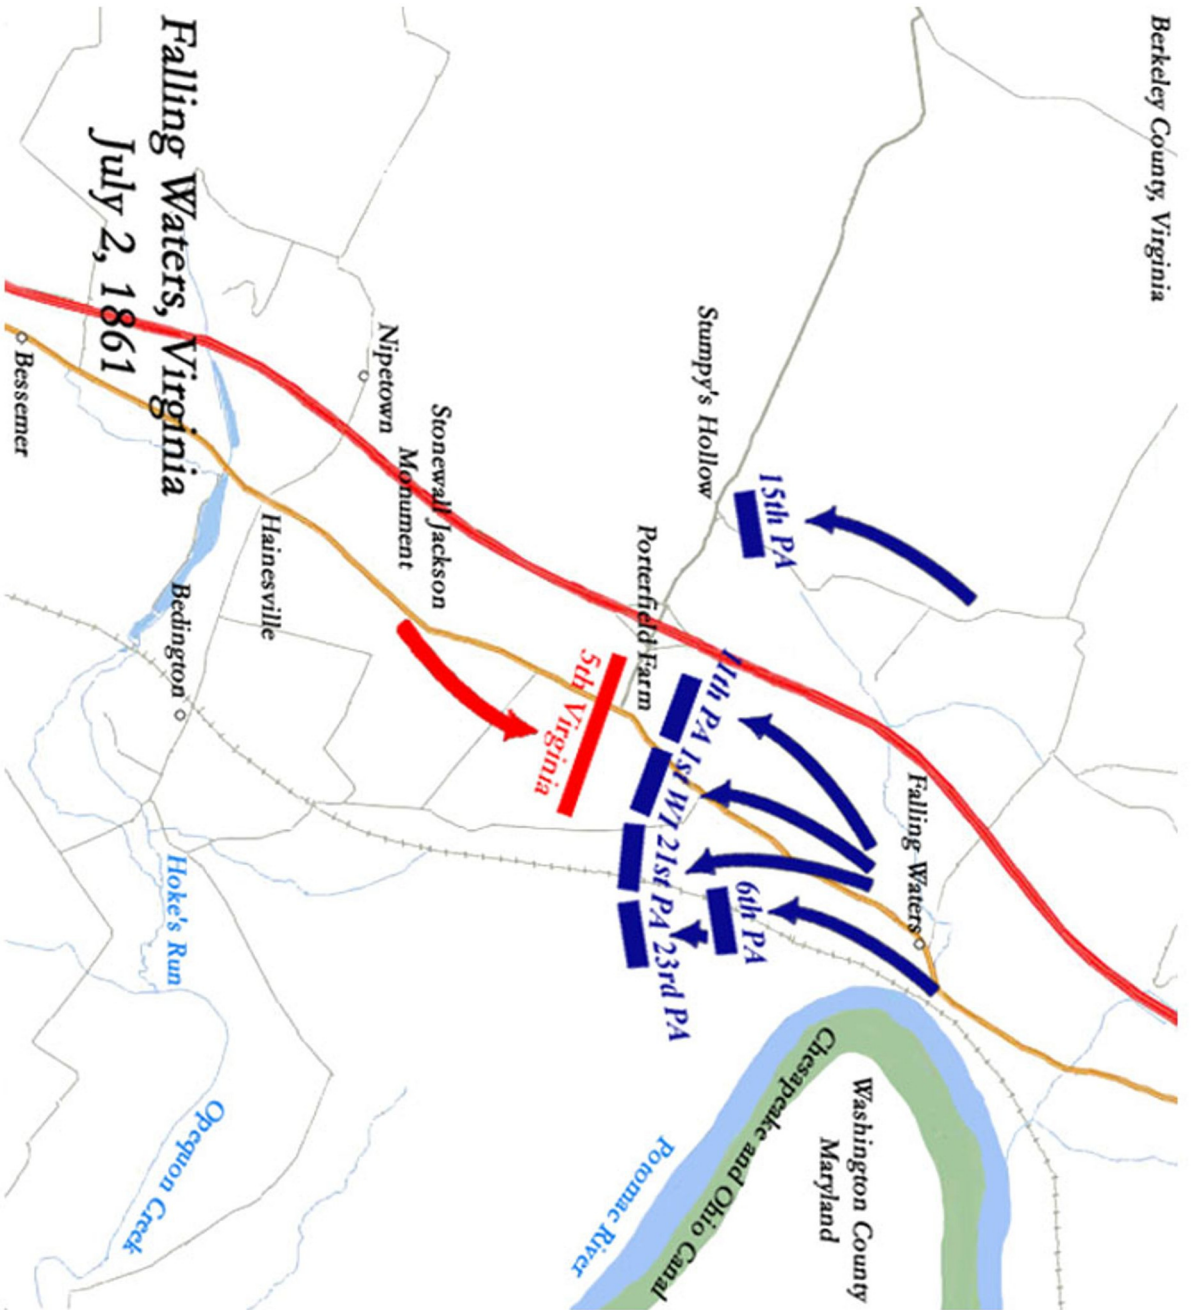 Berkeley County, Virginia
Falling Waters, Virginia
July 2, 1861
Stumpy's Hollow
15th PA
Nipetown
Stonewall Jackson
Monument
Bessemer
Porterfield Farm
Hainesville
Bedington
5th Virginia
11th PA
1st WI
21st PA
23rd PA
6th PA
Falling Waters
Hoke's Run
Opequon Creek
Potomac River
Chesapeake and Ohio Canal
Washington County
Maryland